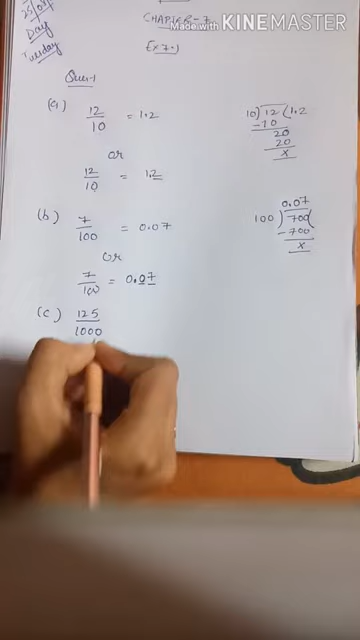 CHAPTER-7
Made with KINEMASTER
Day
Tuesday
Ex 7.1
Ques-1
(a) 12/10 = 1.2
10) 12 (1.2
-10
20
20
x
or
12/10 = 1.2
(b) 7/100 = 0.07
0.07
100 ) 700 (
-700
x
or
7/100 = 0.07
(c) 125/1000